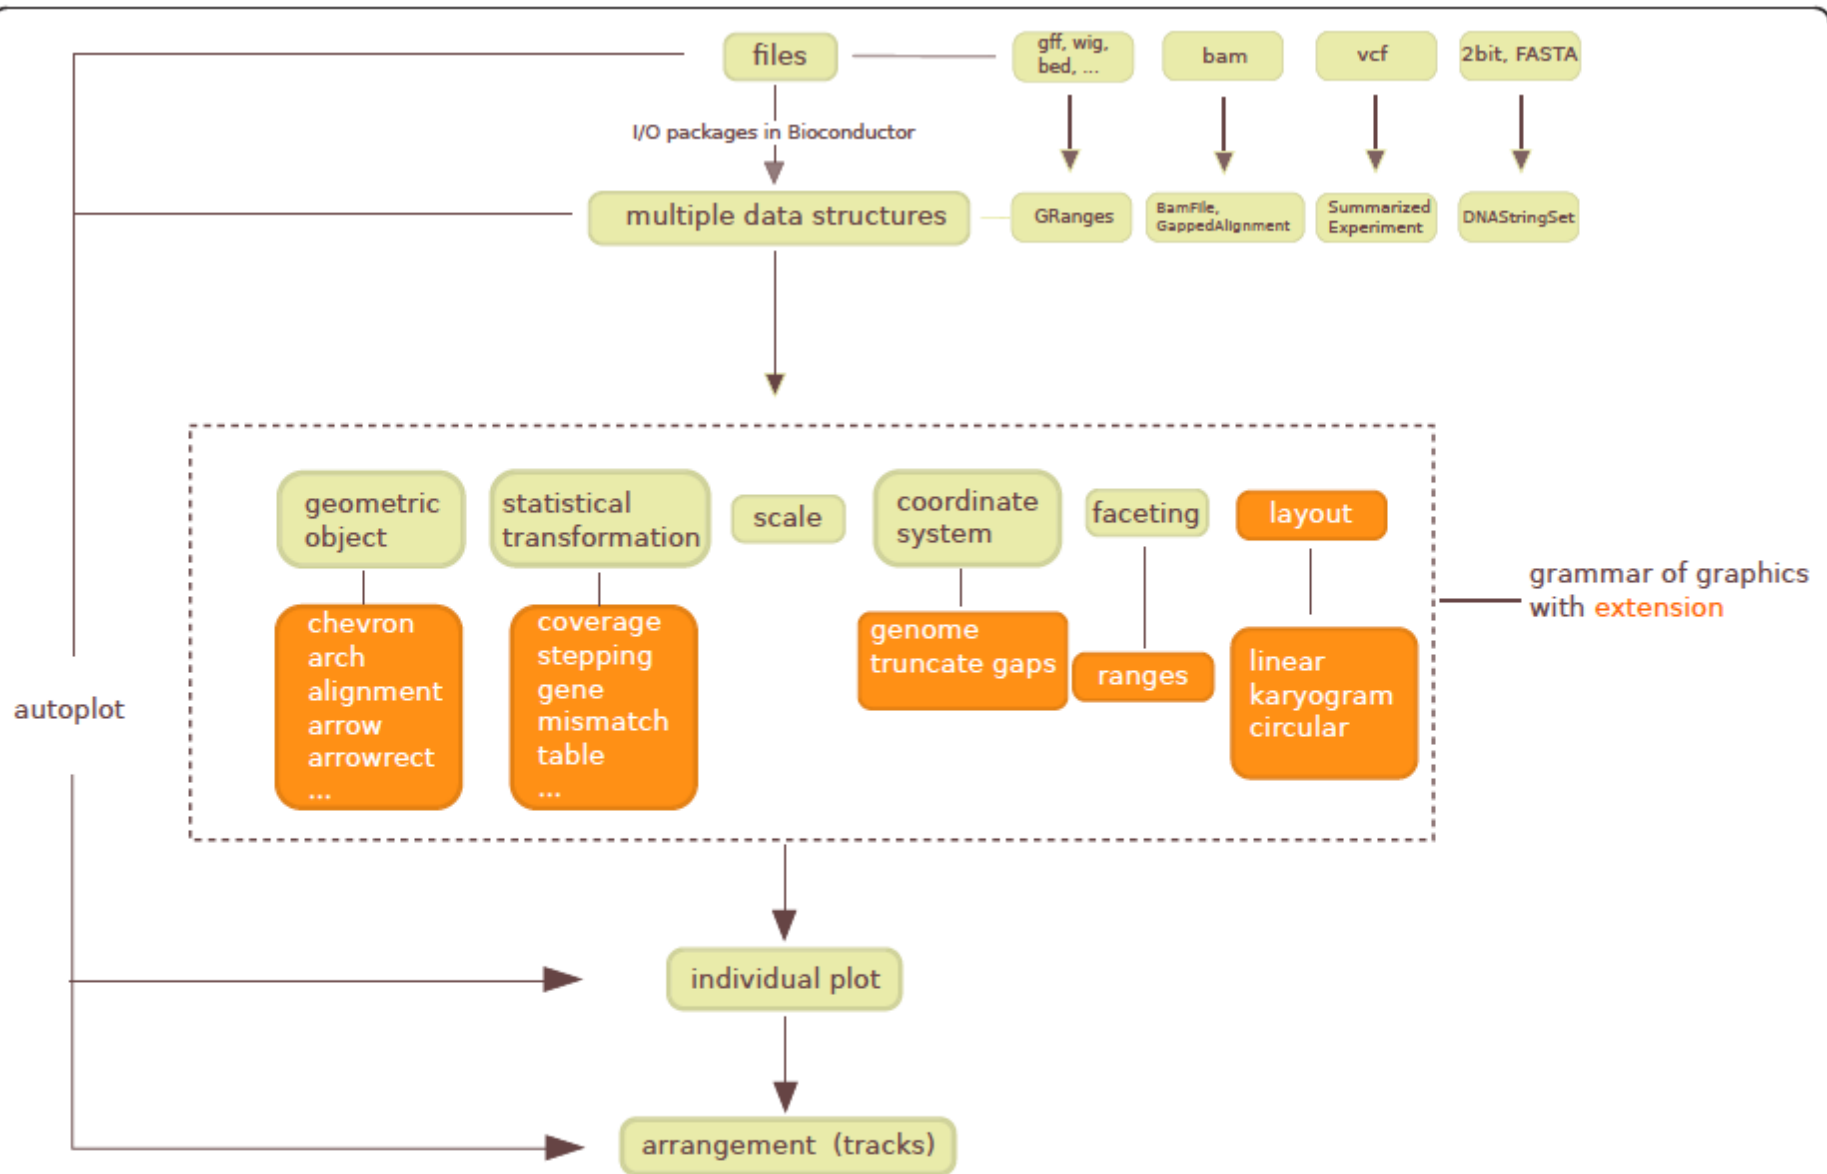 files
gff, wig,
bed, ...
bam
vcf
2bit, FASTA
I/O packages in Bioconductor
multiple data structures
GRanges
BamFile,
GappedAlignment
Summarized
Experiment
DNAStringSet
geometric
object
statistical
transformation
scale
coordinate
system
faceting
layout
chevron
arch
alignment
arrow
arrowrect
...
coverage
stepping
gene
mismatch
table
...
genome
truncate gaps
ranges
linear
karyogram
circular
grammar of graphics
with extension
autoplot
individual plot
arrangement (tracks)